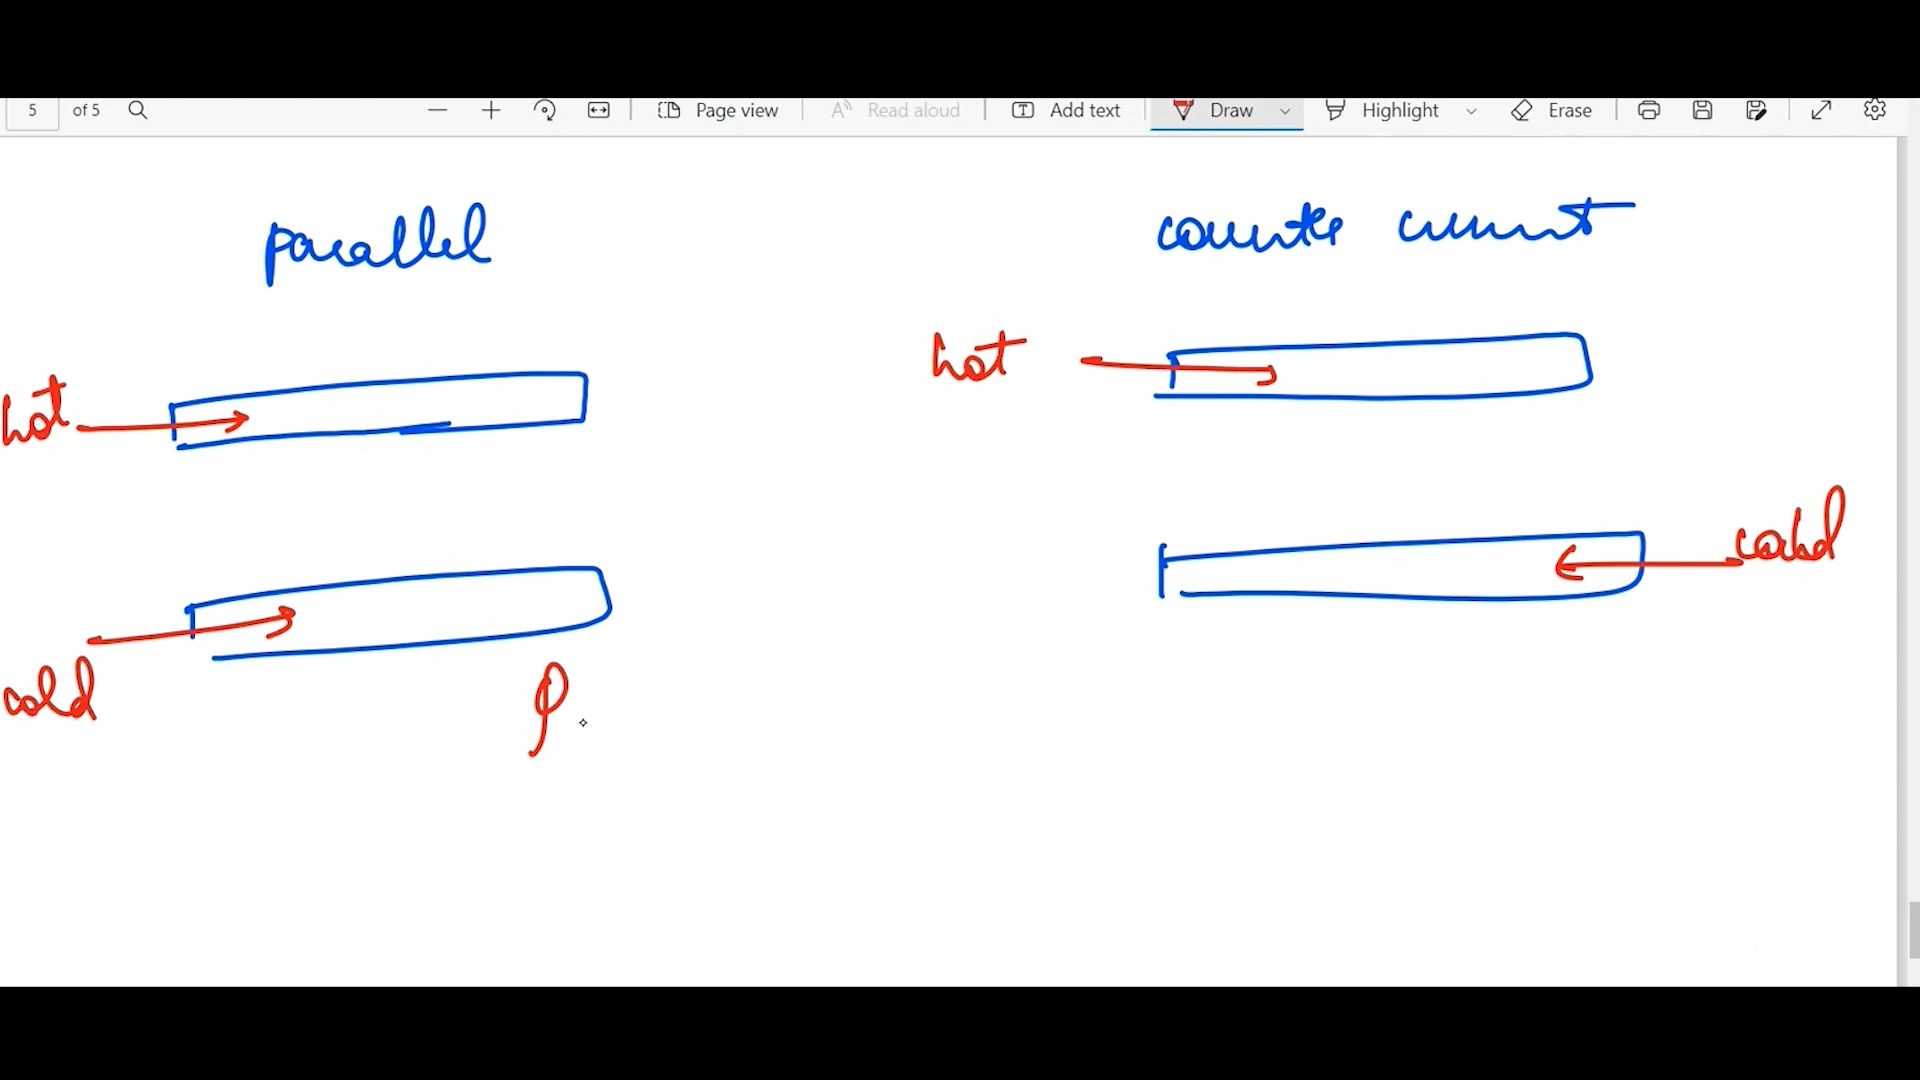 5 of 5 Page view Read aloud Add text Draw Highlight Erase
parallel
counter current
hot
hot
cold
cold